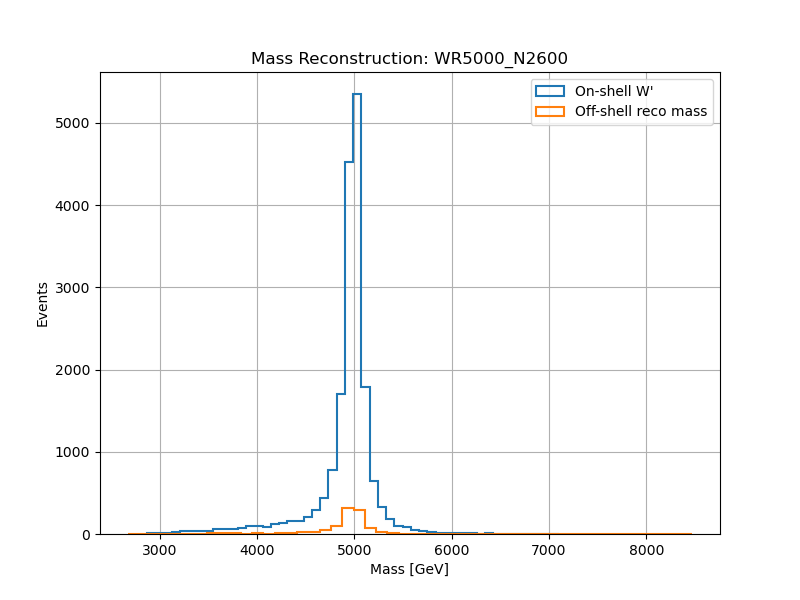 Mass Reconstruction: WR5000_N2600
On-shell W'
Off-shell reco mass
Events
5000
4000
3000
2000
1000
0
3000 4000 5000 6000 7000 8000
Mass [GeV]